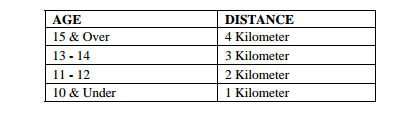 AGE DISTANCE
15 & Over 4 Kilometer
13 - 14 3 Kilometer
11 - 12 2 Kilometer
10 & Under 1 Kilometer